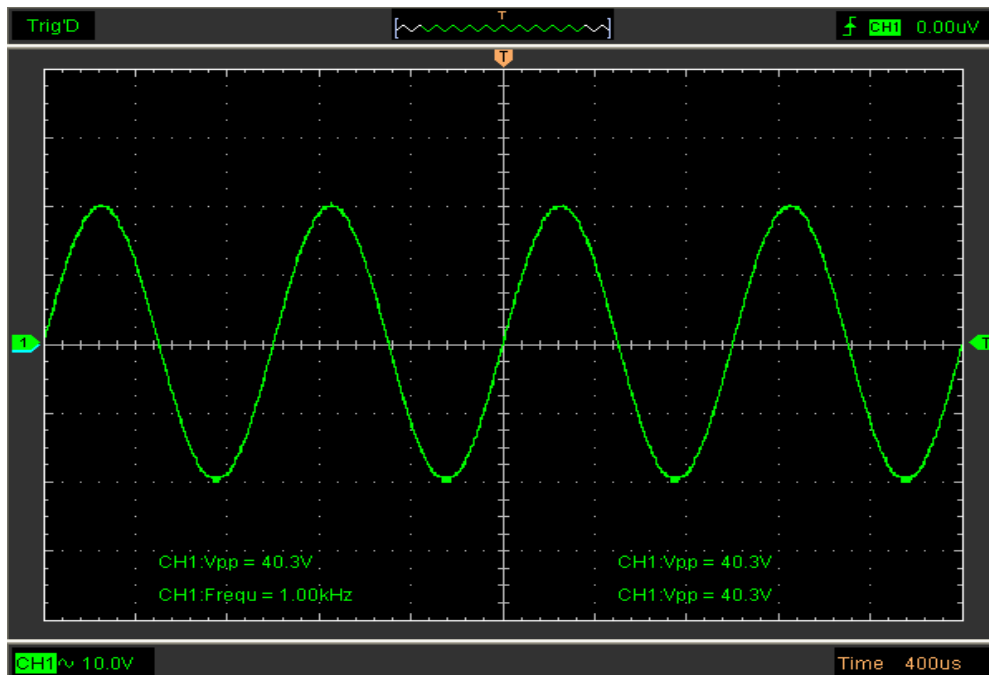 Trig'D
T
CH1 0.00uV
T
1
T
CH1:Vpp = 40.3V
CH1:Vpp = 40.3V
CH1:Frequ = 1.00kHz
CH1:Vpp = 40.3V
CH1~ 10.0V
Time 400us